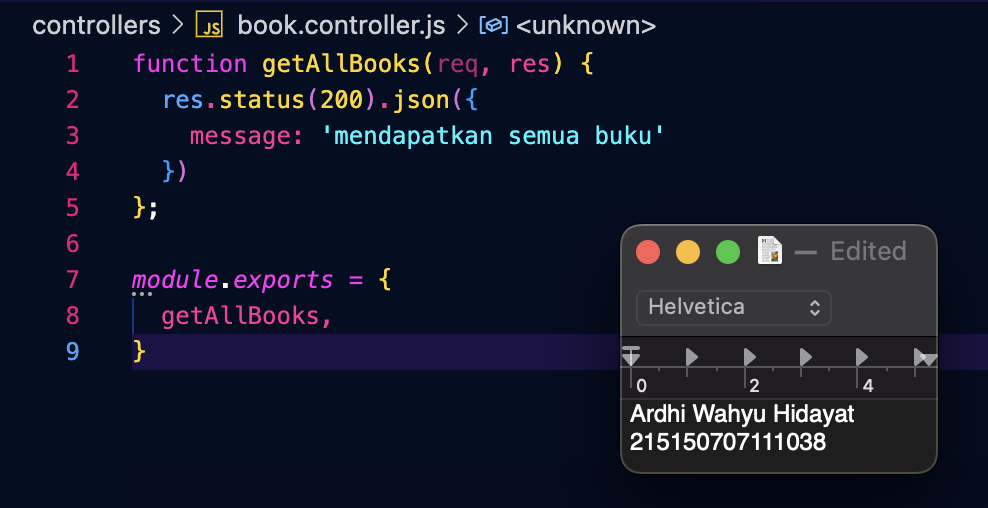 controllers > JS book.controller.js > <unknown>
1 function getAllBooks(req, res) {
2   res.status(200).json({
3     message: 'mendapatkan semua buku'
4   })
5 };
6
7 module.exports = {
8   getAllBooks,
9 }
— Edited
Helvetica
0 2 4
Ardhi Wahyu Hidayat
215150707111038